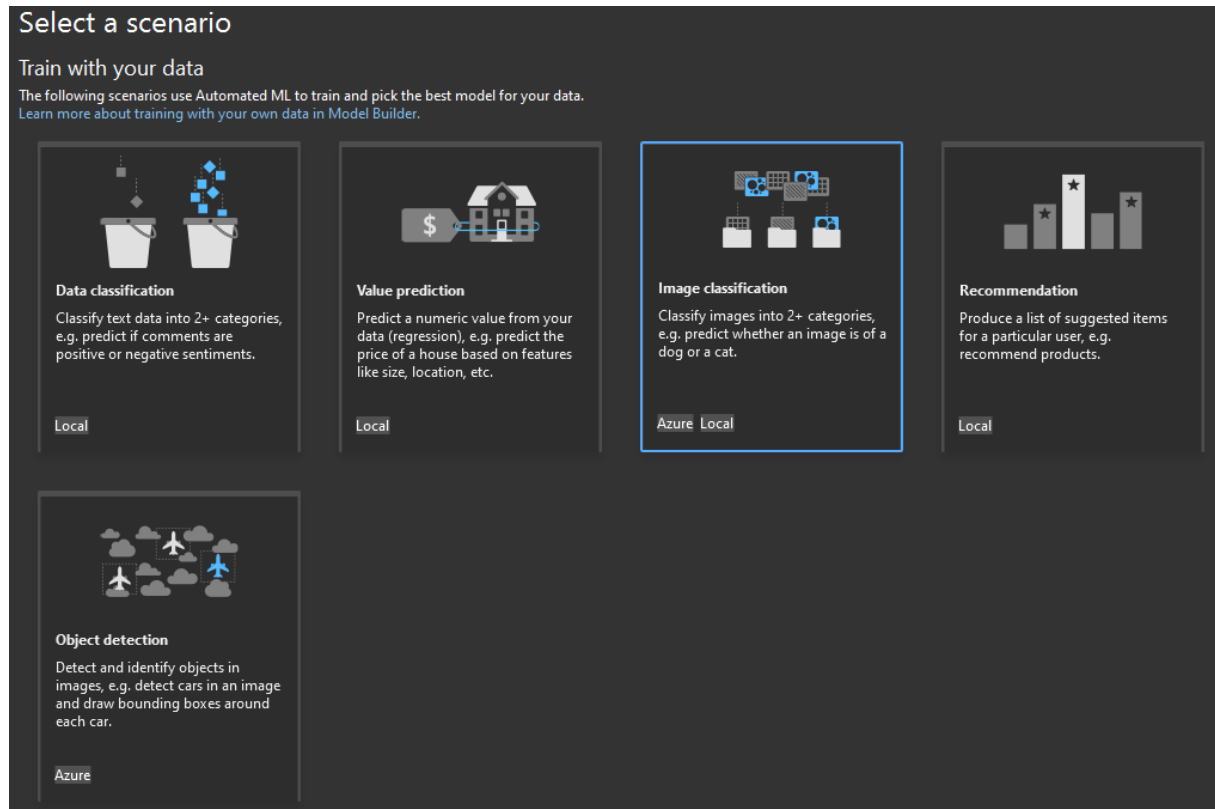 Select a scenario
Train with your data
The following scenarios use Automated ML to train and pick the best model for your data.
Learn more about training with your own data in Model Builder.
$
Data classification
Classify text data into 2+ categories,
e.g. predict if comments are
positive or negative sentiments.
Local
Value prediction
Predict a numeric value from your
data (regression), e.g. predict the
price of a house based on features
like size, location, etc.
Local
Image classification
Classify images into 2+ categories,
e.g. predict whether an image is of a
dog or a cat.
Azure Local
Recommendation
Produce a list of suggested items
for a particular user, e.g.
recommend products.
Local
Object detection
Detect and identify objects in
images, e.g. detect cars in an image
and draw bounding boxes around
each car.
Azure